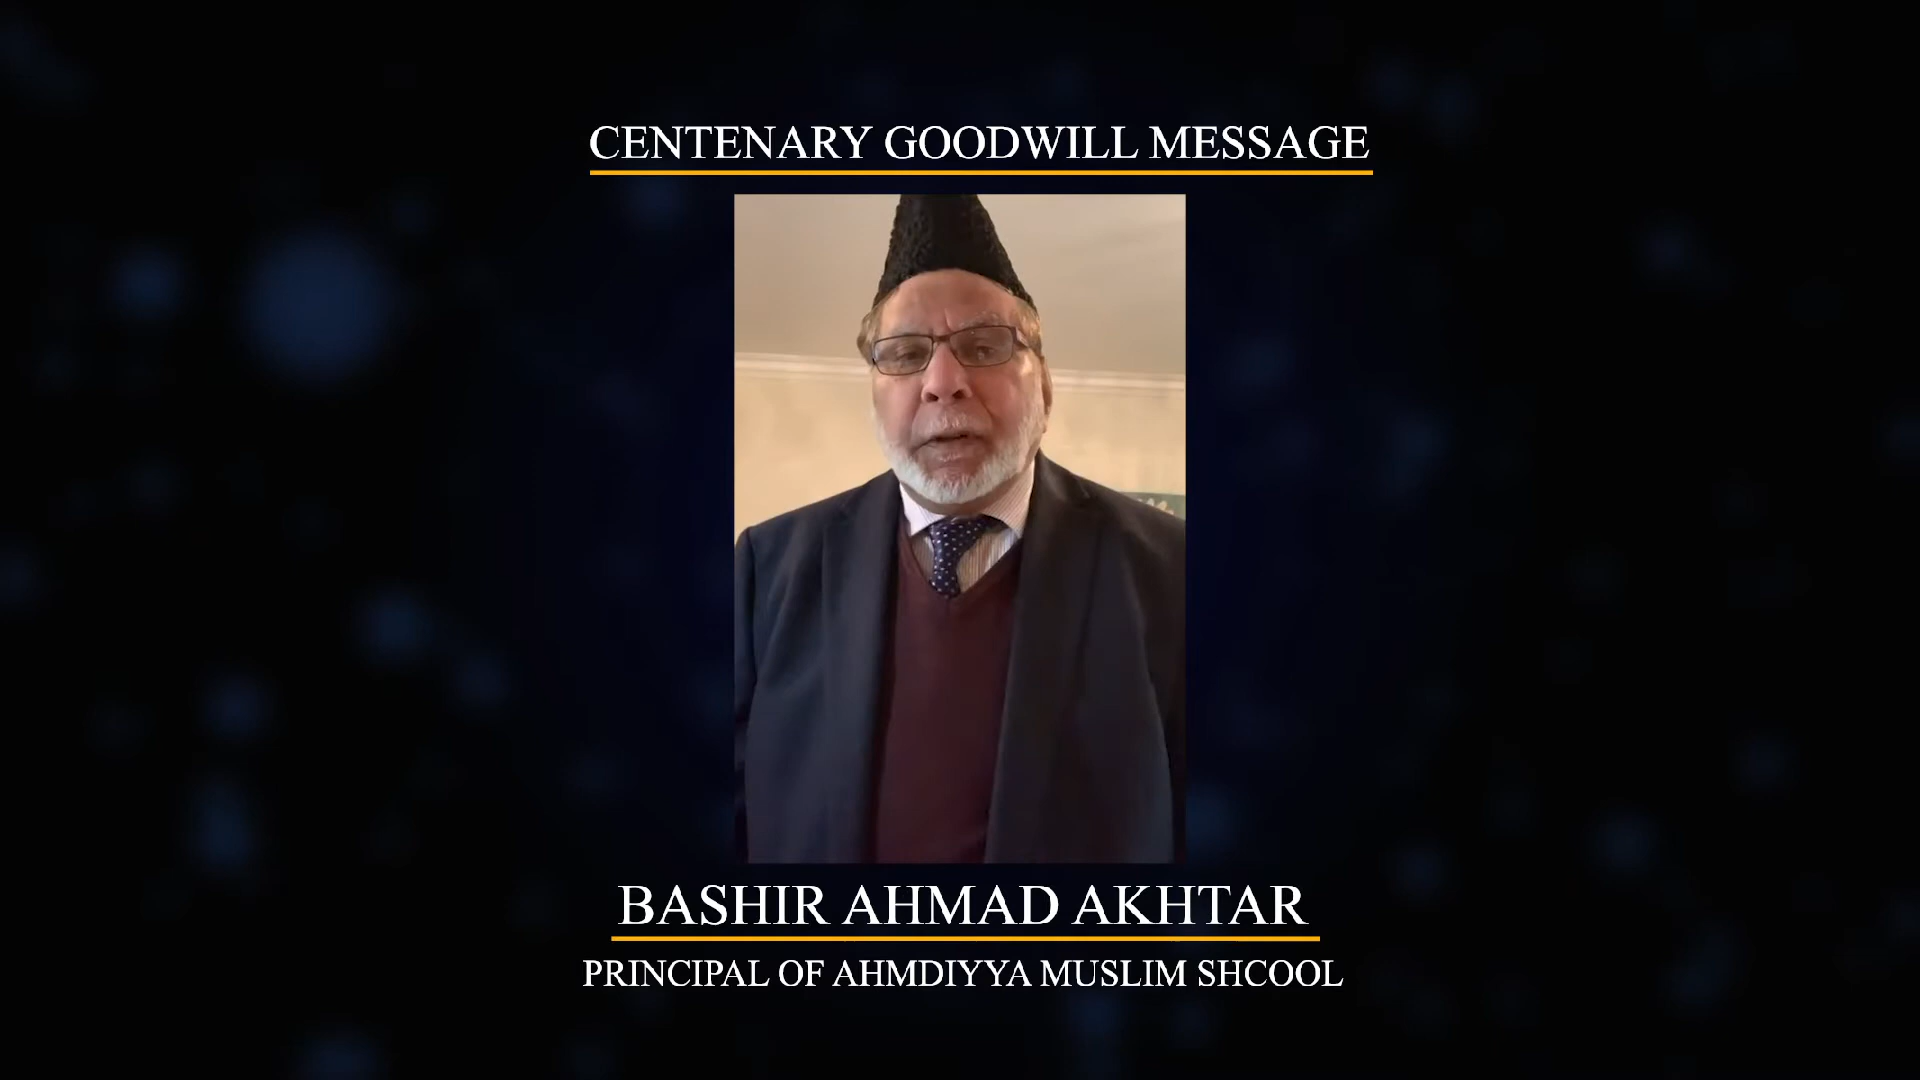 CENTENARY GOODWILL MESSAGE
BASHIR AHMAD AKHTAR
PRINCIPAL OF AHMDIYYA MUSLIM SHCOOL